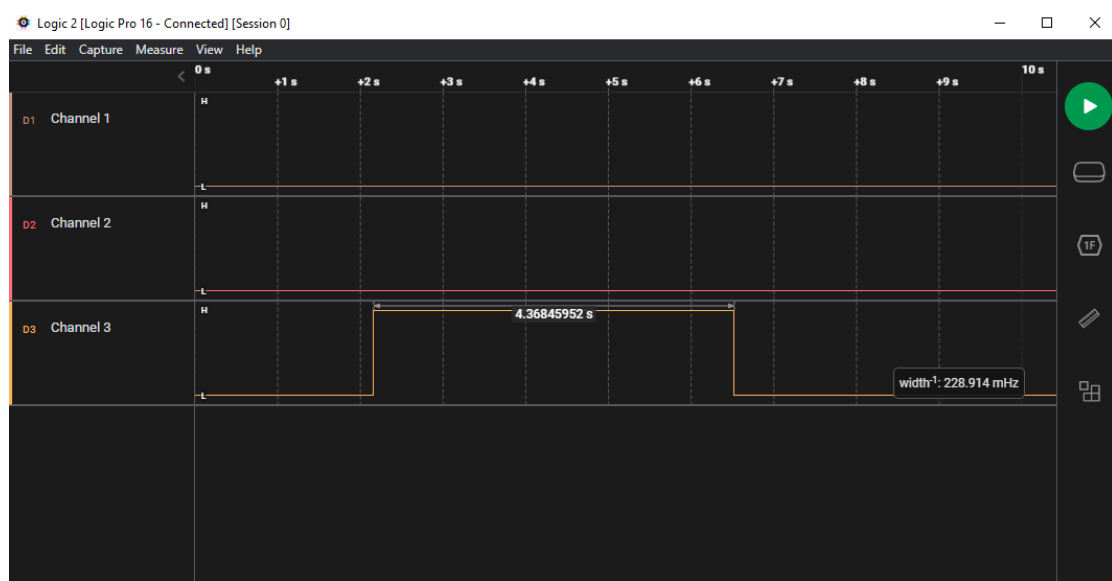 Logic 2 [Logic Pro 16 - Connected] [Session 0]
File Edit Capture Measure View Help
0 s 10 s
+1 s +2 s +3 s +4 s +5 s +6 s +7 s +8 s +9 s
H
D1 Channel 1
L
H
D2 Channel 2
L
H
4.36845952 s
D3 Channel 3
width-1: 228.914 mHz
L
1F